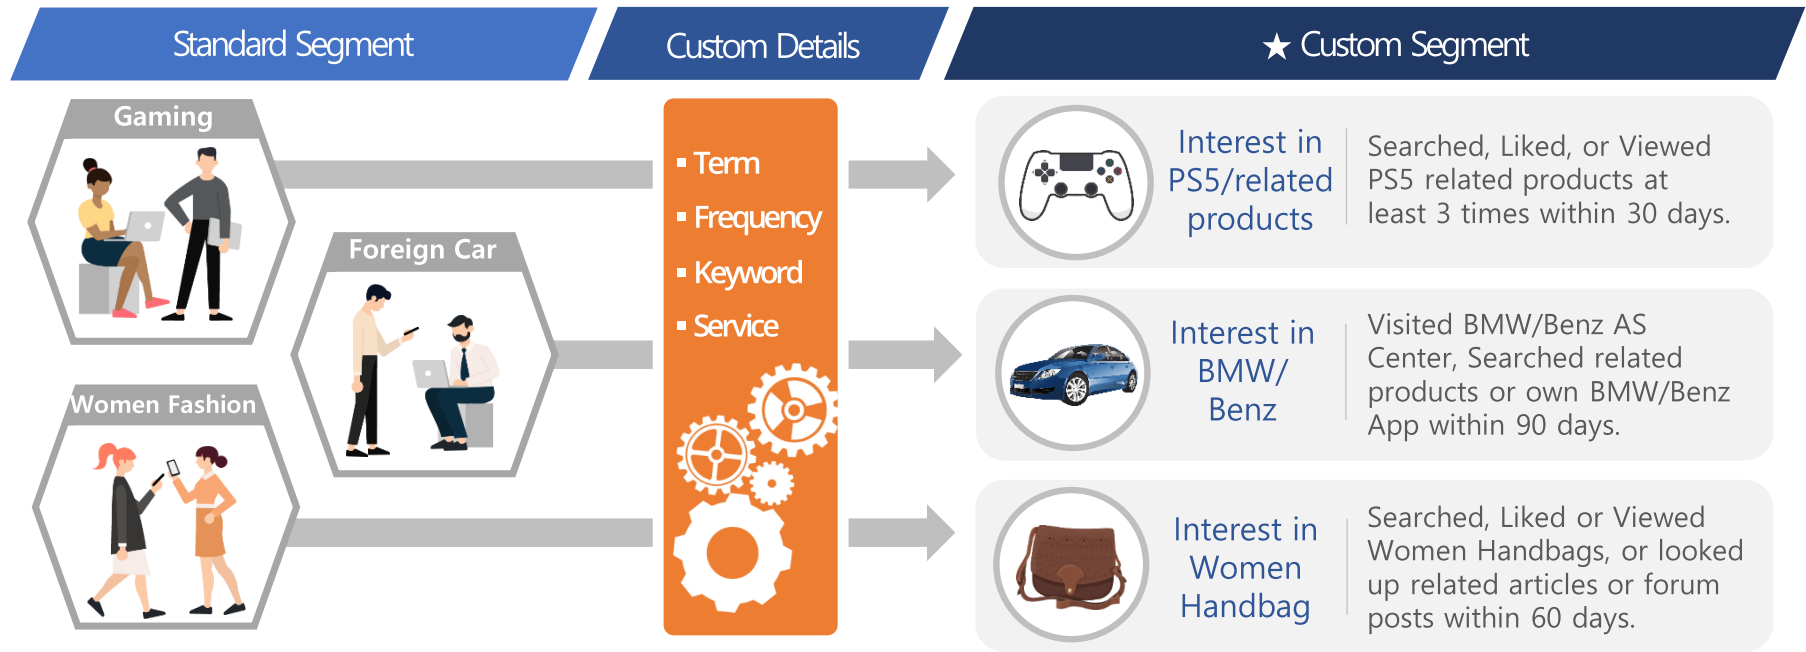 Standard Segment
Custom Details
★ Custom Segment
Gaming
Foreign Car
Women Fashion
▪ Term
▪ Frequency
▪ Keyword
▪ Service
Interest in
PS5/related
products
Searched, Liked, or Viewed
PS5 related products at
least 3 times within 30 days.
Interest in
BMW/
Benz
Visited BMW/Benz AS
Center, Searched related
products or own BMW/Benz
App within 90 days.
Interest in
Women
Handbag
Searched, Liked or Viewed
Women Handbags, or looked
up related articles or forum
posts within 60 days.